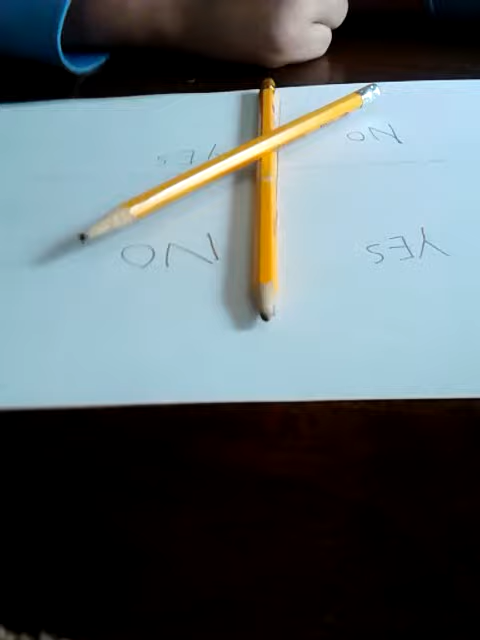 YES NO
NO YES